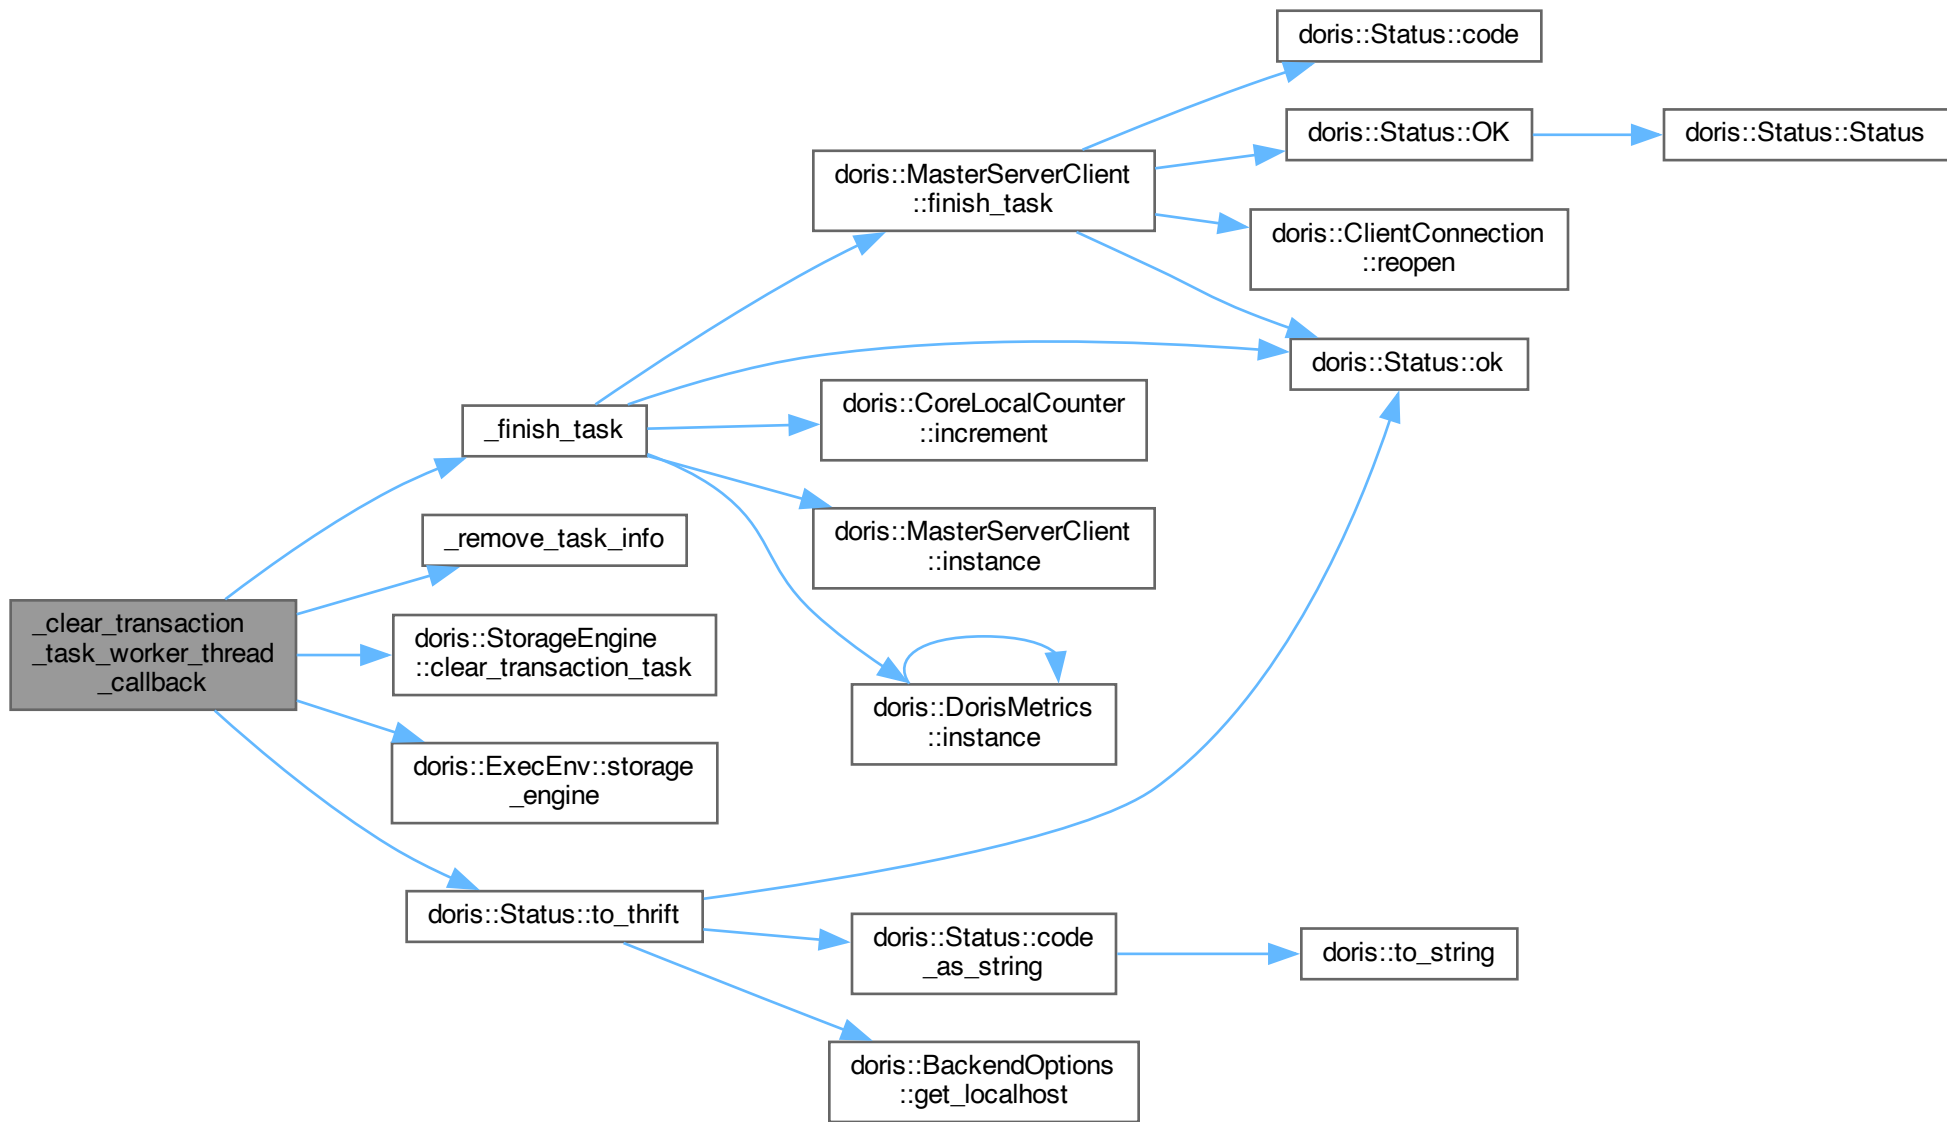 _clear_transaction
_task_worker_thread
_callback
_finish_task
_remove_task_info
doris::StorageEngine
::clear_transaction_task
doris::ExecEnv::storage
_engine
doris::Status::to_thrift
doris::MasterServerClient
::finish_task
doris::CoreLocalCounter
::increment
doris::MasterServerClient
::instance
doris::DorisMetrics
::instance
doris::Status::code
_as_string
doris::BackendOptions
::get_localhost
doris::Status::code
doris::Status::OK
doris::ClientConnection
::reopen
doris::Status::ok
doris::to_string
doris::Status::Status